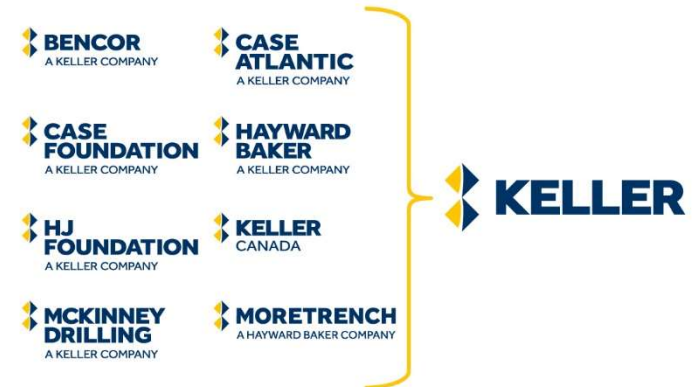 BENCOR
A KELLER COMPANY
CASE
ATLANTIC
A KELLER COMPANY
CASE
FOUNDATION
A KELLER COMPANY
HAYWARD
BAKER
A KELLER COMPANY
HJ
FOUNDATION
A KELLER COMPANY
KELLER
CANADA
MCKINNEY
DRILLING
A KELLER COMPANY
MORETRENCH
A HAYWARD BAKER COMPANY
KELLER